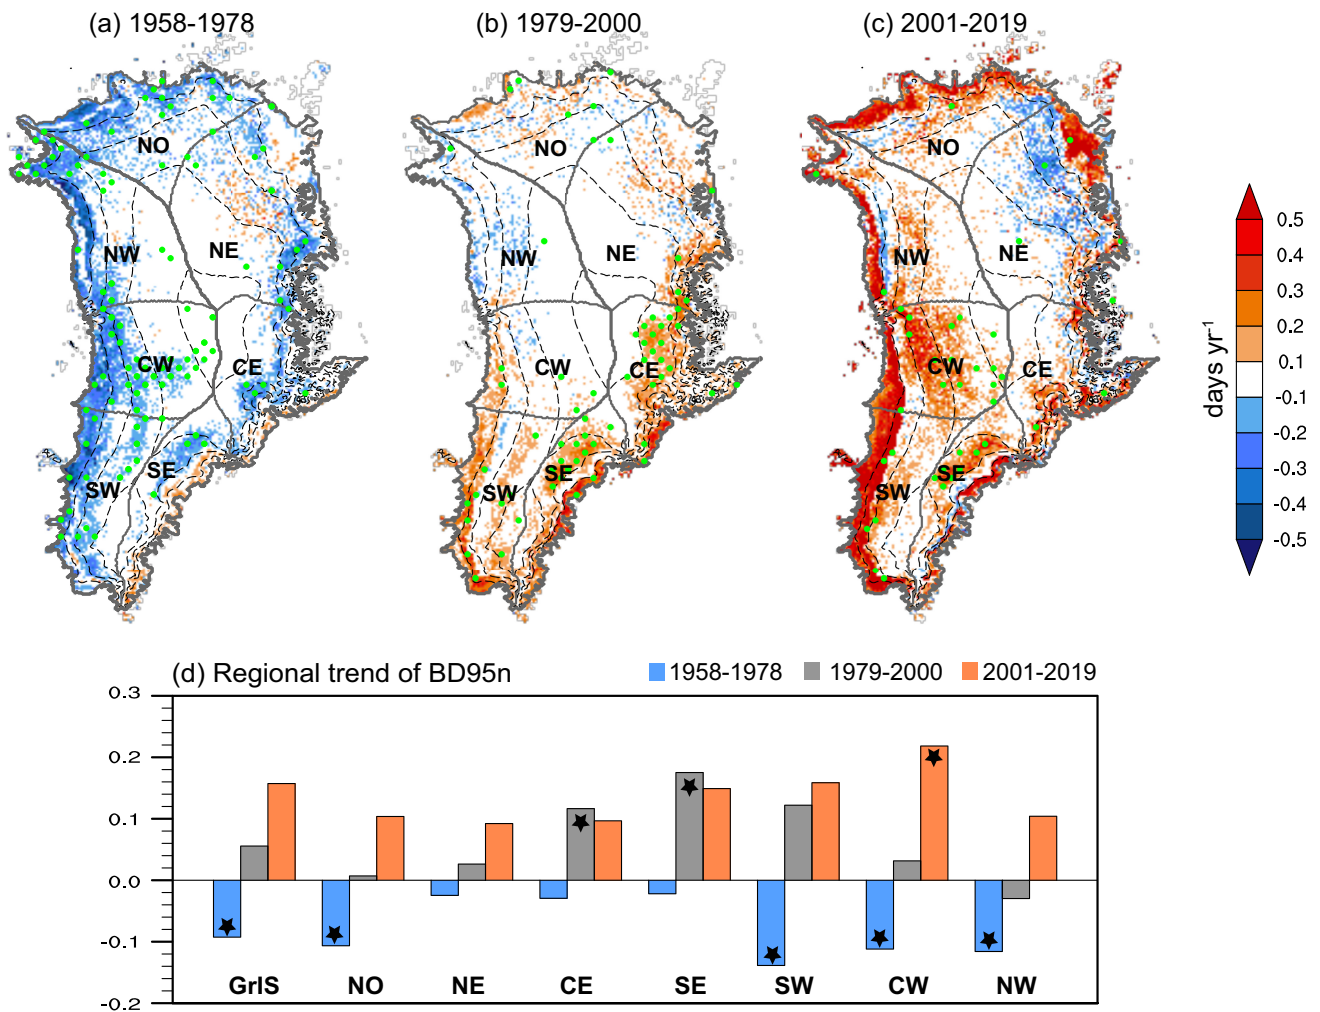 (a) 1958-1978 (b) 1979-2000 (c) 2001-2019
NO NW NE CW CE SW SE
NO NW NE CW CE SW SE
NO NW NE CW CE SW SE
0.5
0.4
0.3
0.2
0.1
-0.1
-0.2
-0.3
-0.4
-0.5
days yr⁻¹
(d) Regional trend of BD95n 1958-1978 1979-2000 2001-2019
0.3
0.2
0.1
0.0
-0.1
-0.2
GrIS NO NE CE SE SW CW NW